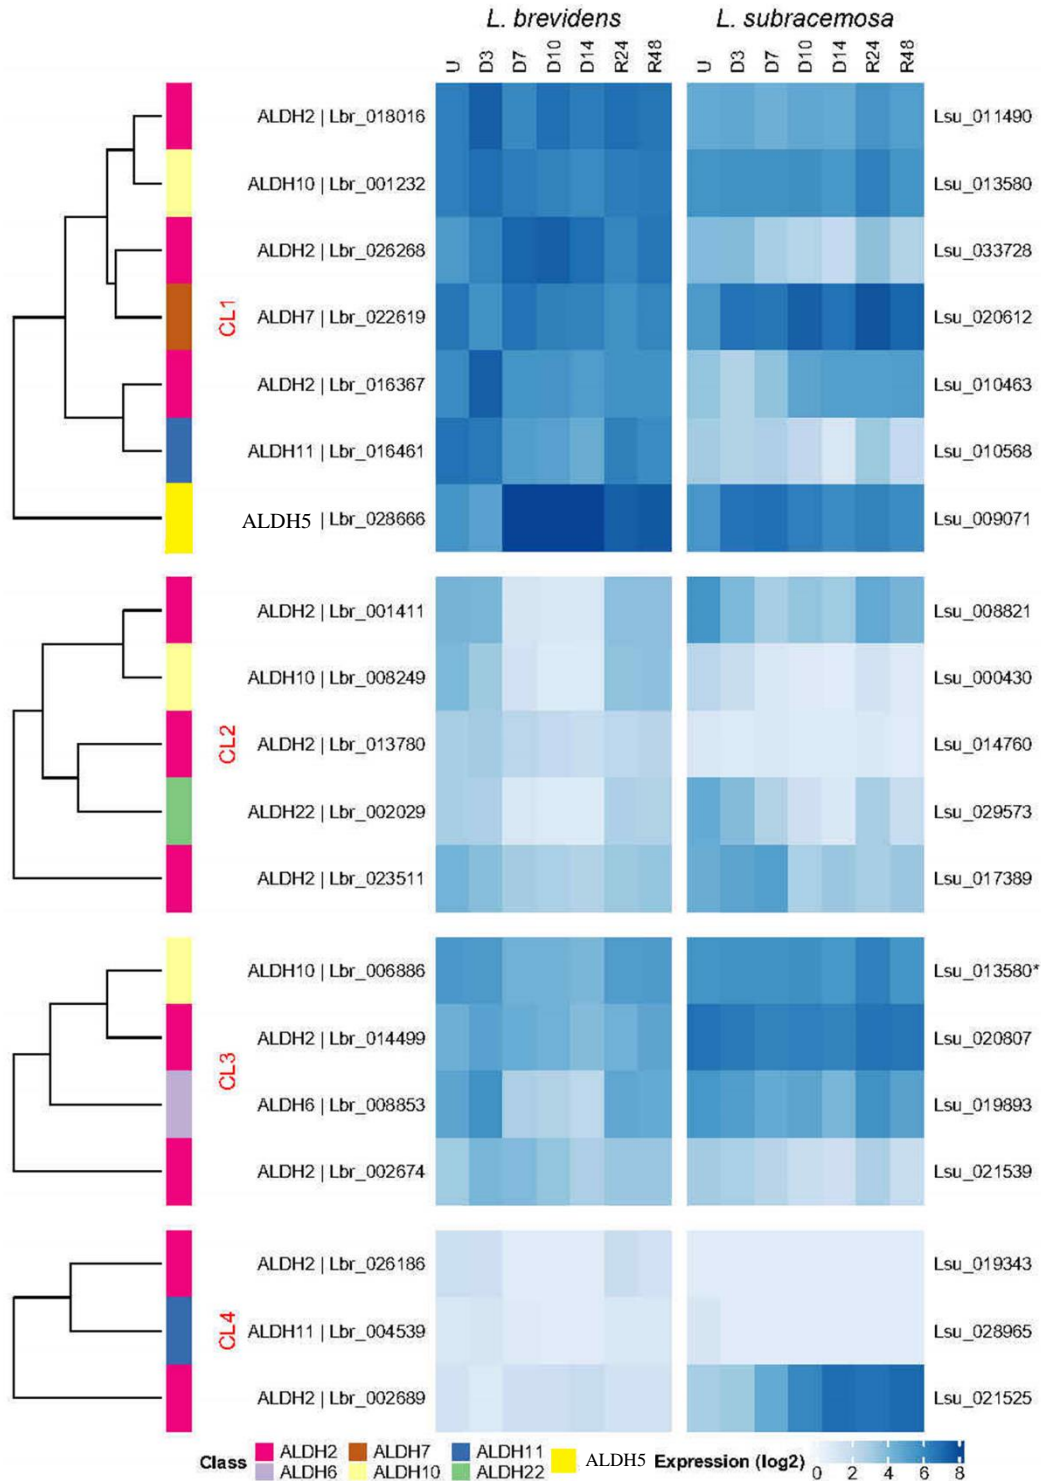 L. brevidens L. subracemosa
U D3 D7 D10 D14 R24 R48 U D3 D7 D10 D14 R24 R48
ALDH2 | Lbr_018016 Lsu_011490
ALDH10 | Lbr_001232 Lsu_013580
ALDH2 | Lbr_026268 Lsu_033728
CL1
ALDH7 | Lbr_022619 Lsu_020612
ALDH2 | Lbr_016367 Lsu_010463
ALDH11 | Lbr_016461 Lsu_010568
ALDH5 | Lbr_028666 Lsu_009071
ALDH2 | Lbr_001411 Lsu_008821
ALDH10 | Lbr_008249 Lsu_000430
CL2
ALDH2 | Lbr_013780 Lsu_014760
ALDH22 | Lbr_002029 Lsu_029573
ALDH2 | Lbr_023511 Lsu_017389
ALDH10 | Lbr_006886 Lsu_013580*
ALDH2 | Lbr_014499 Lsu_020807
CL3
ALDH6 | Lbr_008853 Lsu_019893
ALDH2 | Lbr_002674 Lsu_021539
ALDH2 | Lbr_026186 Lsu_019343
CL4
ALDH11 | Lbr_004539 Lsu_028965
ALDH2 | Lbr_002689 Lsu_021525
Class ALDH2 ALDH7 ALDH11 ALDH5 Expression (log2)
ALDH6 ALDH10 ALDH22 0 2 4 6 8